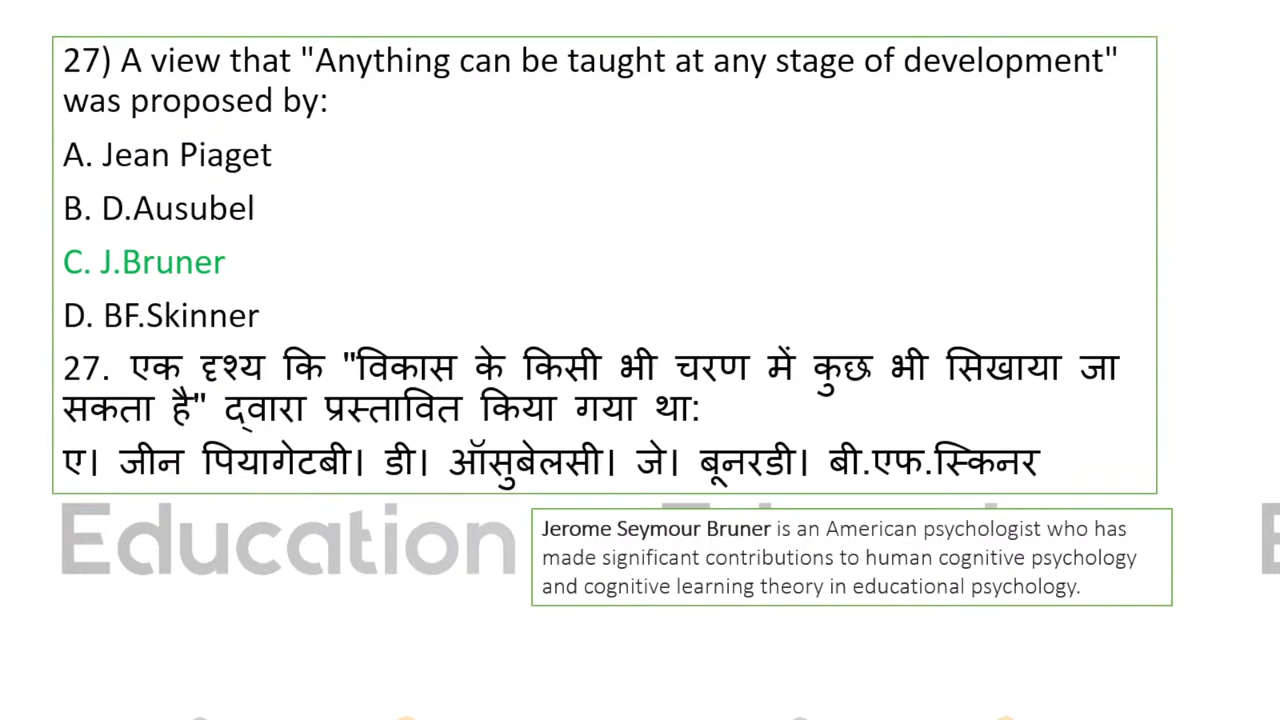 27) A view that "Anything can be taught at any stage of development"
was proposed by:
A. Jean Piaget
B. D.Ausubel
C. J.Bruner
D. BF.Skinner
27. एक दृश्य कि "विकास के किसी भी चरण में कुछ भी सिखाया जा
सकता है" द्वारा प्रस्तावित किया गया था:
ए। जीन पियागेटबी। डी। ऑसुबेलसी। जे। बूनरडी। बी.एफ.स्किनर
Education
Jerome Seymour Bruner is an American psychologist who has
made significant contributions to human cognitive psychology
and cognitive learning theory in educational psychology.